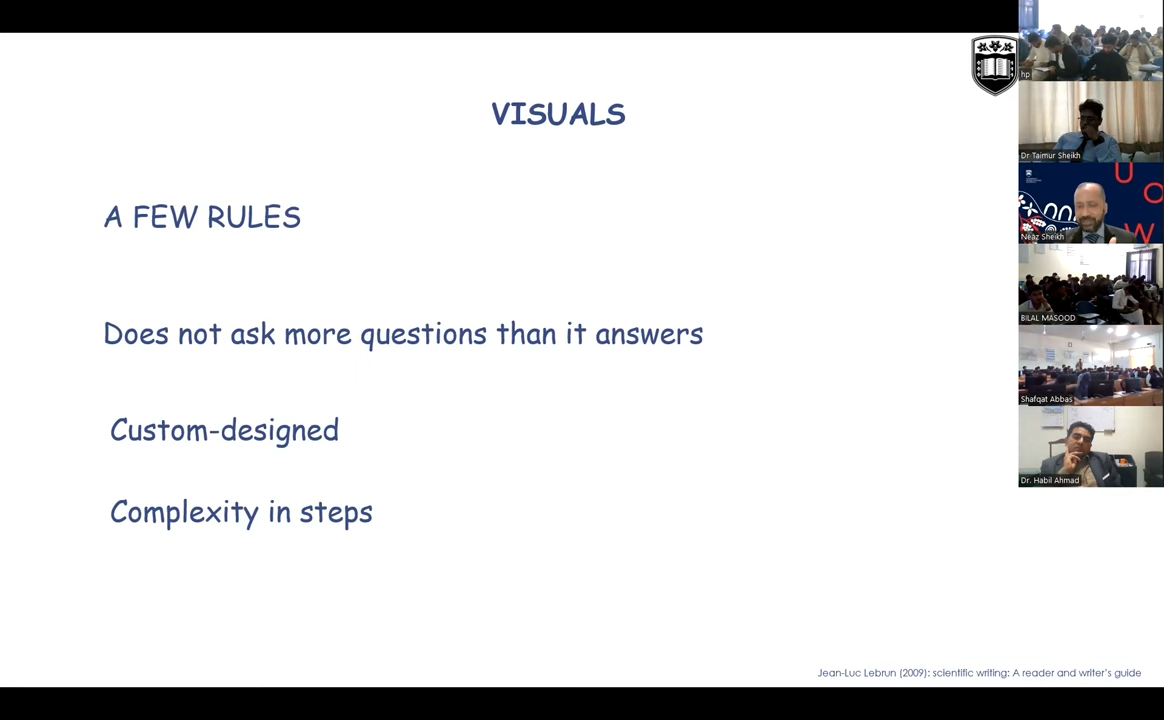 VISUALS
A FEW RULES
Does not ask more questions than it answers
Custom-designed
Complexity in steps
Jean-Luc Lebrun (2009): scientific writing: A reader and writer's guide
hp
Dr Taimur Sheikh
U
O
W
Neaz Sheikh
BILAL MASOOD
Shafqat Abbas
Dr. Habil Ahmad